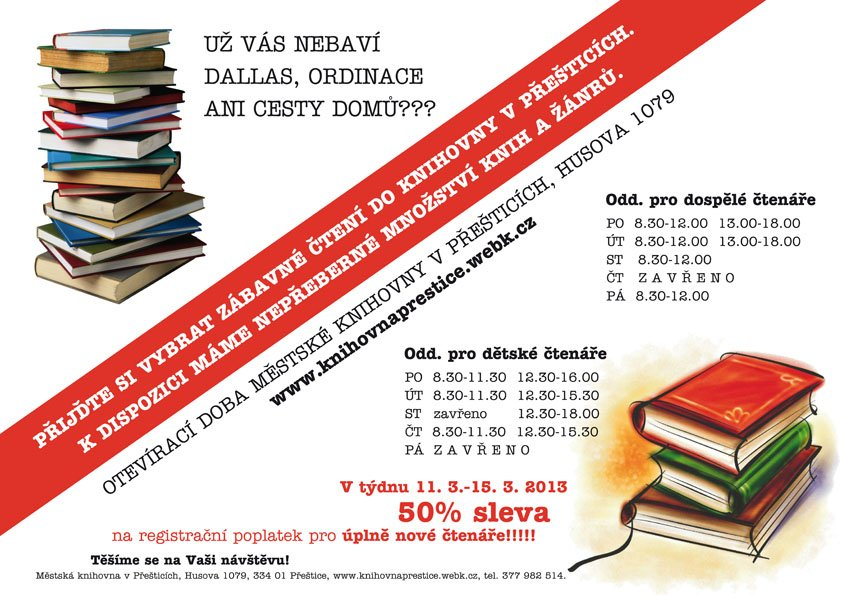 UŽ VÁS NEBAVÍ
DALLAS, ORDINACE
ANI CESTY DOMŮ???
PŘIJĎTE SI VYBRAT ZÁBAVNÉ ČTENÍ DO KNIHOVNY V PŘEŠTICÍCH.
K DISPOZICI MÁME NEPŘEBERNÉ MNOŽSTVÍ KNIH A ŽÁNRŮ.
OTEVÍRACÍ DOBA MĚSTSKÉ KNIHOVNY V PŘEŠTICÍCH, HUSOVA 1079
www.knihovnaprestice.webk.cz
Odd. pro dospělé čtenáře
PO 8.30-12.00 13.00-18.00
ÚT 8.30-12.00 13.00-18.00
ST 8.30-12.00
ČT Z A V Ř E N O
PÁ 8.30-12.00
Odd. pro dětské čtenáře
PO 8.30-11.30 12.30-16.00
ÚT 8.30-11.30 12.30-15.30
ST zavřeno 12.30-18.00
ČT 8.30-11.30 12.30-15.30
PÁ Z A V Ř E N O
V týdnu 11. 3.-15. 3. 2013
50% sleva
na registrační poplatek pro úplně nové čtenáře!!!!!
Těšíme se na Vaši návštěvu!
Městská knihovna v Přešticích, Husova 1079, 334 01 Přeštice, www.knihovnaprestice.webk.cz, tel. 377 982 514.